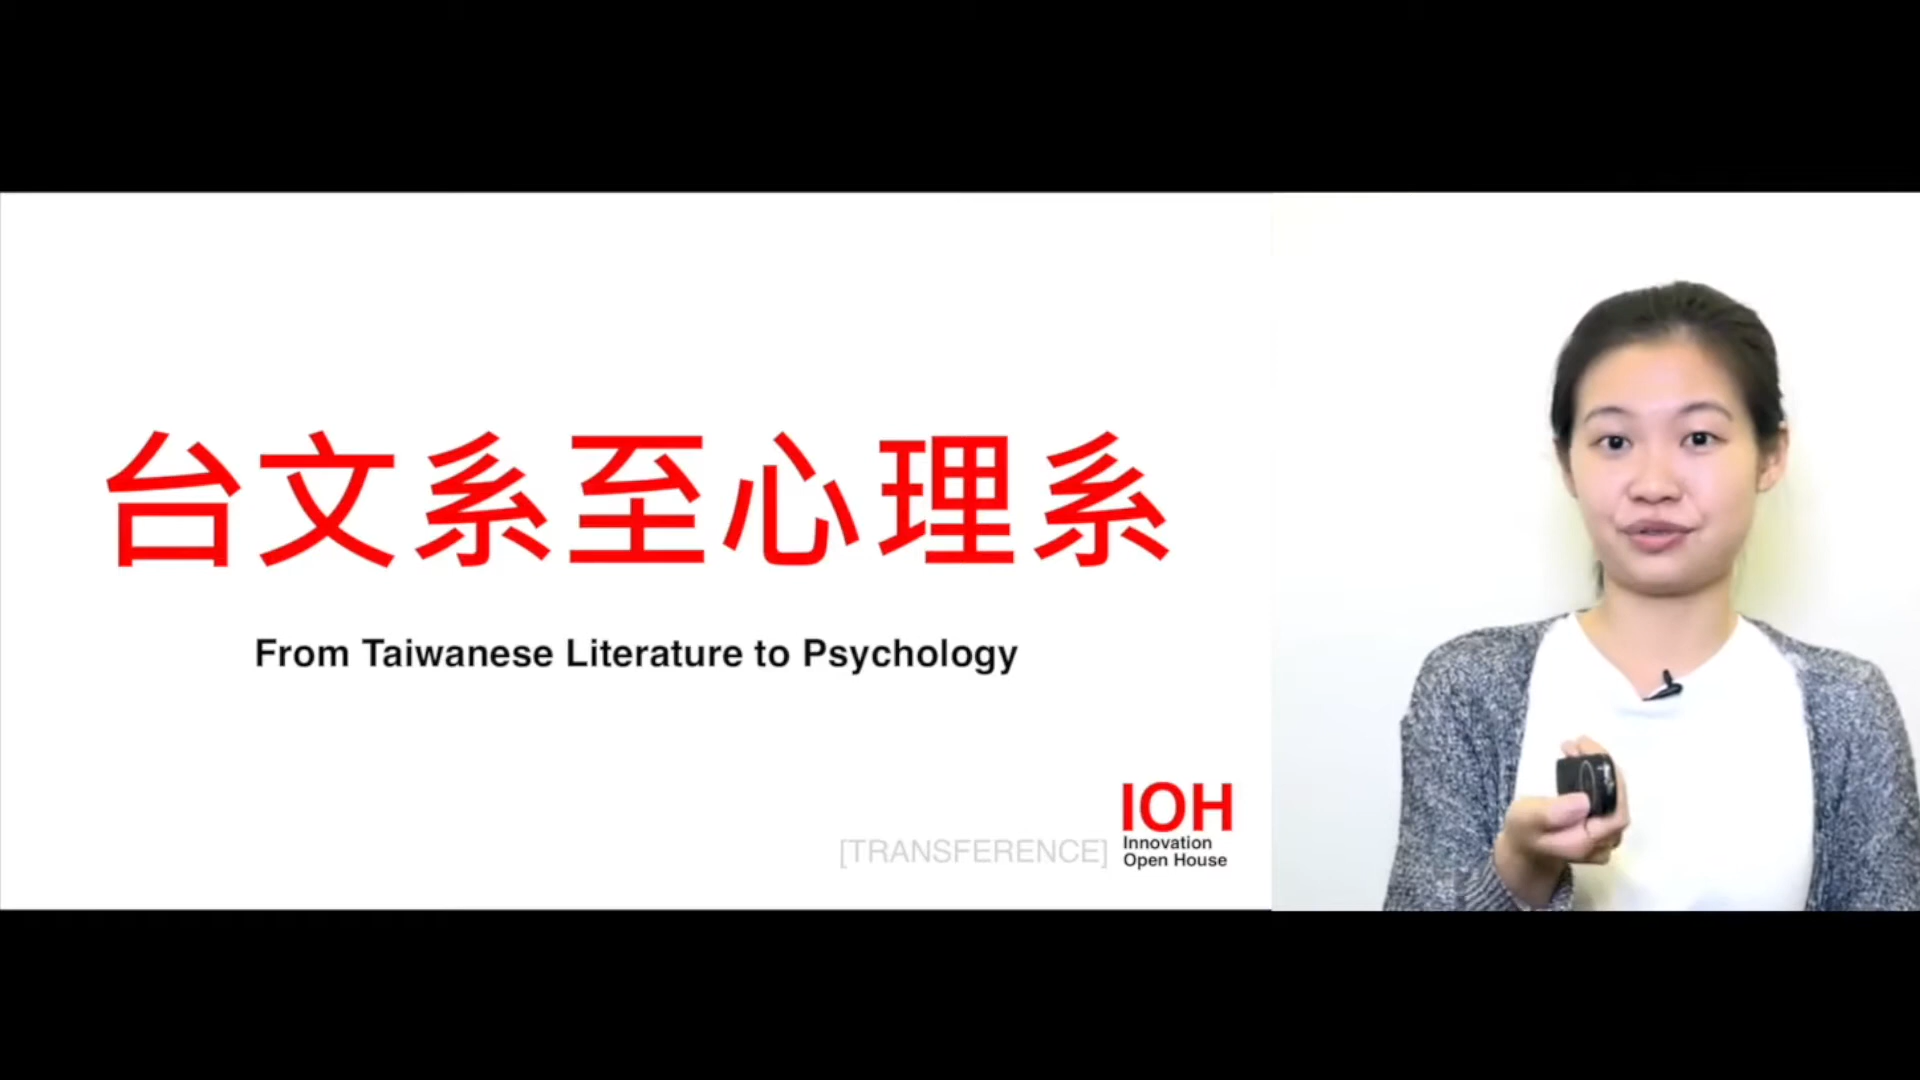 台文系至心理系
From Taiwanese Literature to Psychology
[TRANSFERENCE]
IOH
Innovation
Open House